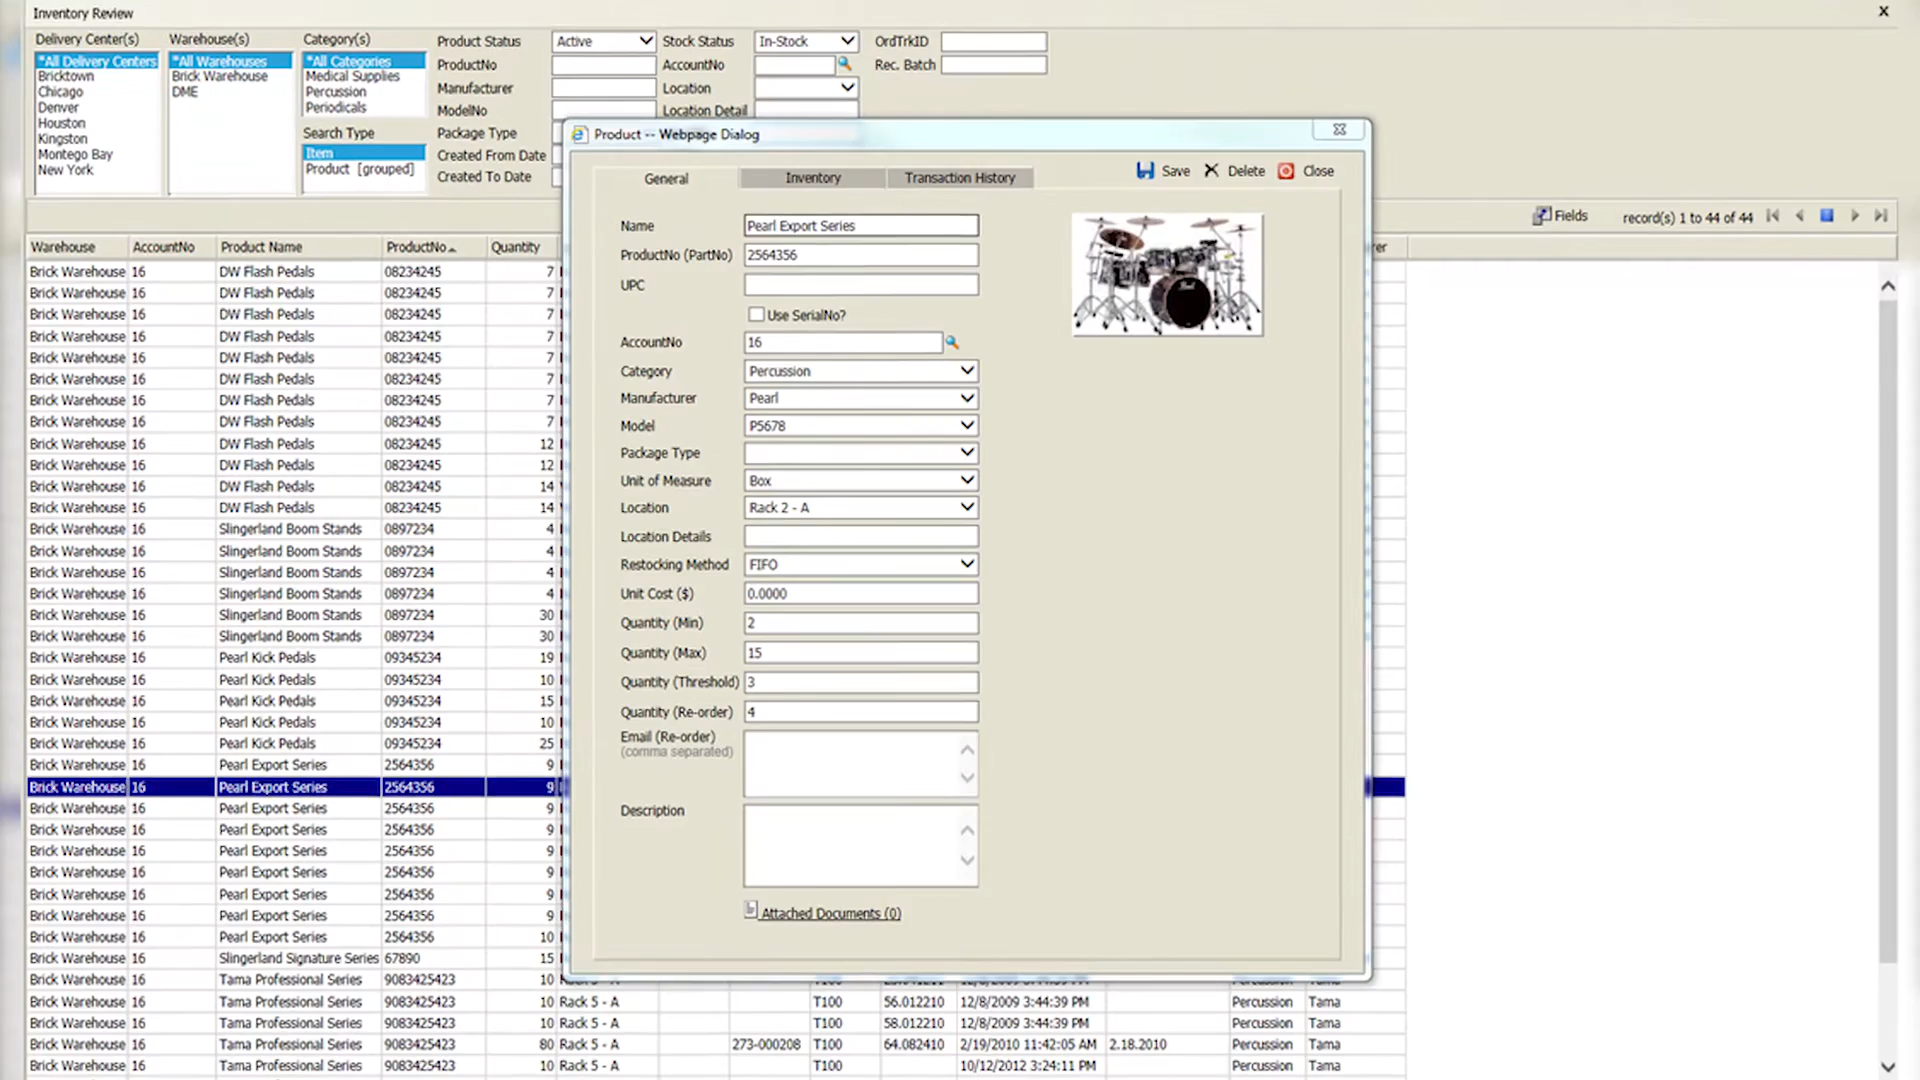 Inventory Review
x
Delivery Center(s)
*All Delivery Centers
Bricktown
Chicago
Denver
Houston
Kingston
Montego Bay
New York
Warehouse(s)
*All Warehouses
Brick Warehouse
DME
Category(s)
*All Categories
Medical Supplies
Percussion
Periodicals
Search Type
Item
Product [grouped]
Product Status Active
ProductNo
Manufacturer
ModelNo
Package Type
Created From Date
Created To Date
Stock Status In-Stock
AccountNo
Location
Location Detail
OrdTrkID
Rec. Batch
Fields record(s) 1 to 44 of 44
Product -- Webpage Dialog
General Inventory Transaction History
Save Delete Close
Name Pearl Export Series
ProductNo (PartNo) 2564356
UPC
Use SerialNo?
AccountNo 16
Category Percussion
Manufacturer Pearl
Model P5678
Package Type
Unit of Measure Box
Location Rack 2 - A
Location Details
Restocking Method FIFO
Unit Cost ($) 0.0000
Quantity (Min) 2
Quantity (Max) 15
Quantity (Threshold) 3
Quantity (Re-order) 4
Email (Re-order)
(comma separated)
Description
Attached Documents (0)
Warehouse AccountNo Product Name ProductNo Quantity
Brick Warehouse 16 DW Flash Pedals 08234245 7
Brick Warehouse 16 DW Flash Pedals 08234245 7
Brick Warehouse 16 DW Flash Pedals 08234245 7
Brick Warehouse 16 DW Flash Pedals 08234245 7
Brick Warehouse 16 DW Flash Pedals 08234245 7
Brick Warehouse 16 DW Flash Pedals 08234245 7
Brick Warehouse 16 DW Flash Pedals 08234245 7
Brick Warehouse 16 DW Flash Pedals 08234245 7
Brick Warehouse 16 DW Flash Pedals 08234245 12
Brick Warehouse 16 DW Flash Pedals 08234245 12
Brick Warehouse 16 DW Flash Pedals 08234245 14
Brick Warehouse 16 DW Flash Pedals 08234245 14
Brick Warehouse 16 Slingerland Boom Stands 0897234 4
Brick Warehouse 16 Slingerland Boom Stands 0897234 4
Brick Warehouse 16 Slingerland Boom Stands 0897234 4
Brick Warehouse 16 Slingerland Boom Stands 0897234 4
Brick Warehouse 16 Slingerland Boom Stands 0897234 30
Brick Warehouse 16 Slingerland Boom Stands 0897234 30
Brick Warehouse 16 Pearl Kick Pedals 09345234 19
Brick Warehouse 16 Pearl Kick Pedals 09345234 10
Brick Warehouse 16 Pearl Kick Pedals 09345234 15
Brick Warehouse 16 Pearl Kick Pedals 09345234 10
Brick Warehouse 16 Pearl Kick Pedals 09345234 25
Brick Warehouse 16 Pearl Export Series 2564356 9
Brick Warehouse 16 Pearl Export Series 2564356 9
Brick Warehouse 16 Pearl Export Series 2564356 9
Brick Warehouse 16 Pearl Export Series 2564356 9
Brick Warehouse 16 Pearl Export Series 2564356 9
Brick Warehouse 16 Pearl Export Series 2564356 9
Brick Warehouse 16 Pearl Export Series 2564356 9
Brick Warehouse 16 Pearl Export Series 2564356 9
Brick Warehouse 16 Pearl Export Series 2564356 10
Brick Warehouse 16 Slingerland Signature Series 67890 15
Brick Warehouse 16 Tama Professional Series 9083425423 10 Rack 5 - A T100 12/8/2009 3:44:39 PM Percussion Tama
Brick Warehouse 16 Tama Professional Series 9083425423 10 Rack 5 - A T100 56.012210 12/8/2009 3:44:39 PM Percussion Tama
Brick Warehouse 16 Tama Professional Series 9083425423 10 Rack 5 - A T100 58.012210 12/8/2009 3:44:39 PM Percussion Tama
Brick Warehouse 16 Tama Professional Series 9083425423 80 Rack 5 - A 273-000208 T100 64.082410 2/19/2010 11:42:05 AM 2.18.2010 Percussion Tama
Brick Warehouse 16 Tama Professional Series 9083425423 10 Rack 5 - A T100 10/12/2012 3:24:11 PM Percussion Tama